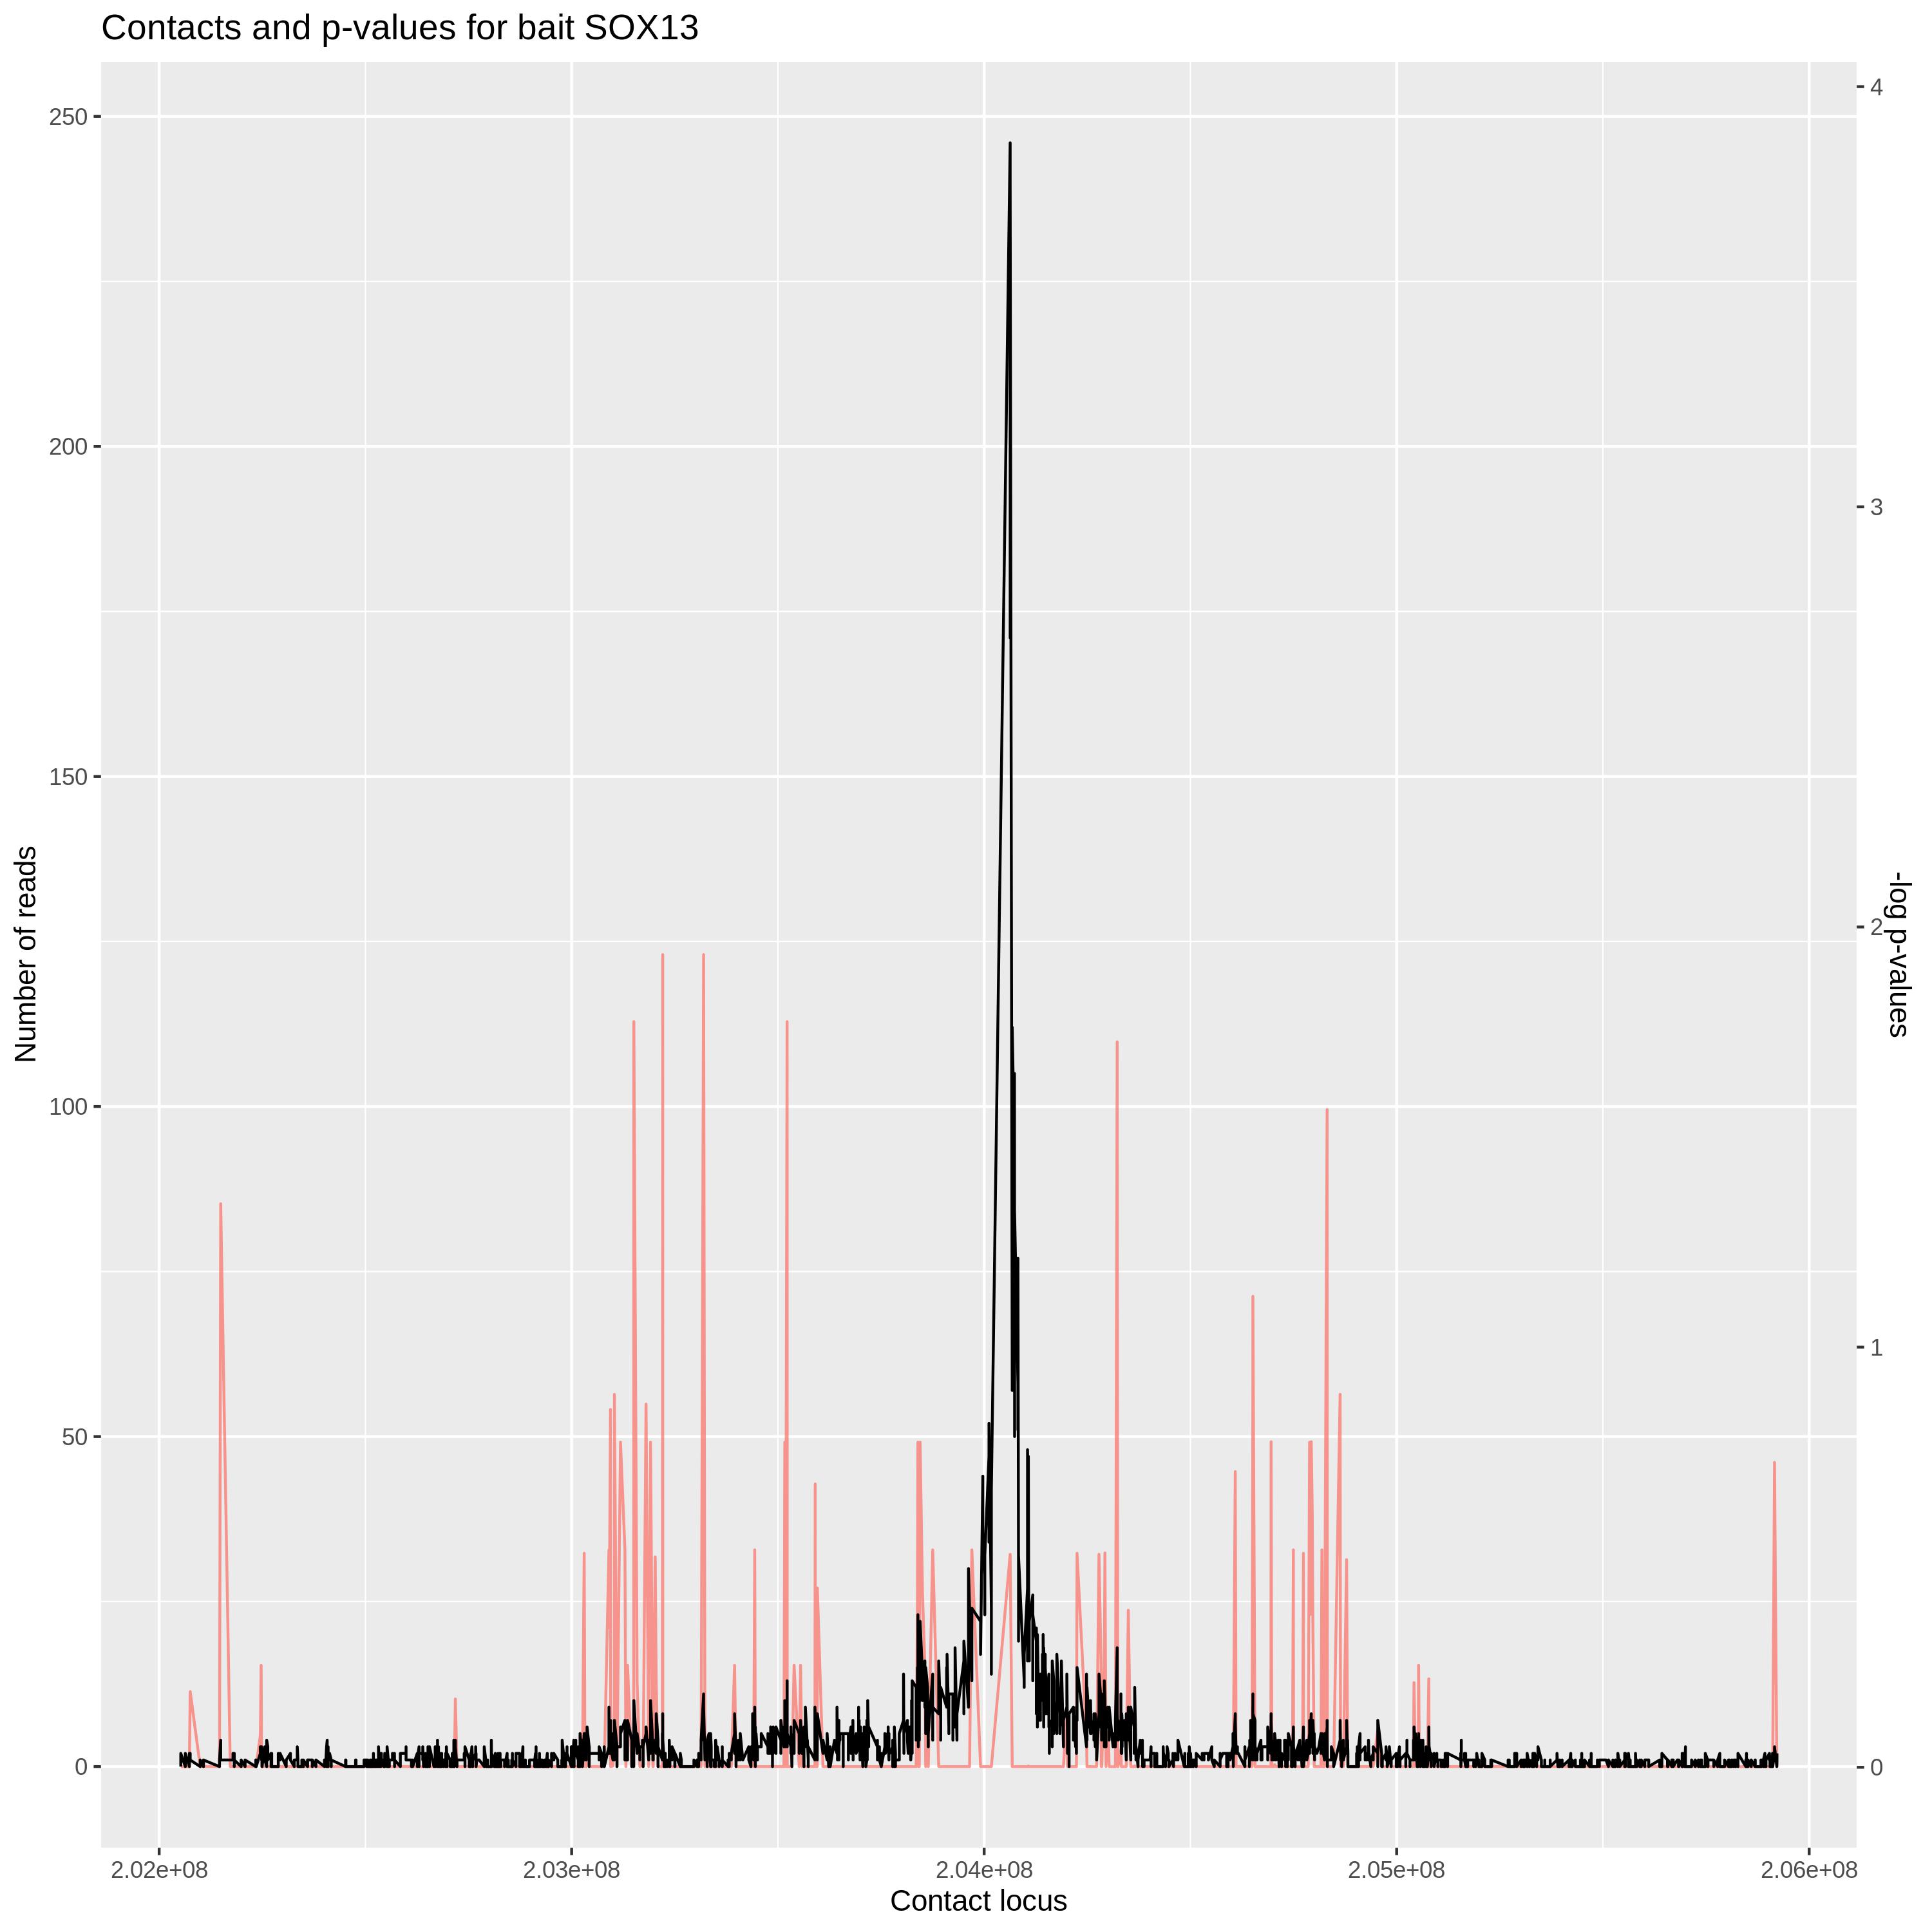 Contacts and p-values for bait SOX13
Number of reads
250
200
150
100
50
0
4
3
2
1
0
-log p-values
2.02e+08
2.03e+08
2.04e+08
2.05e+08
2.06e+08
Contact locus